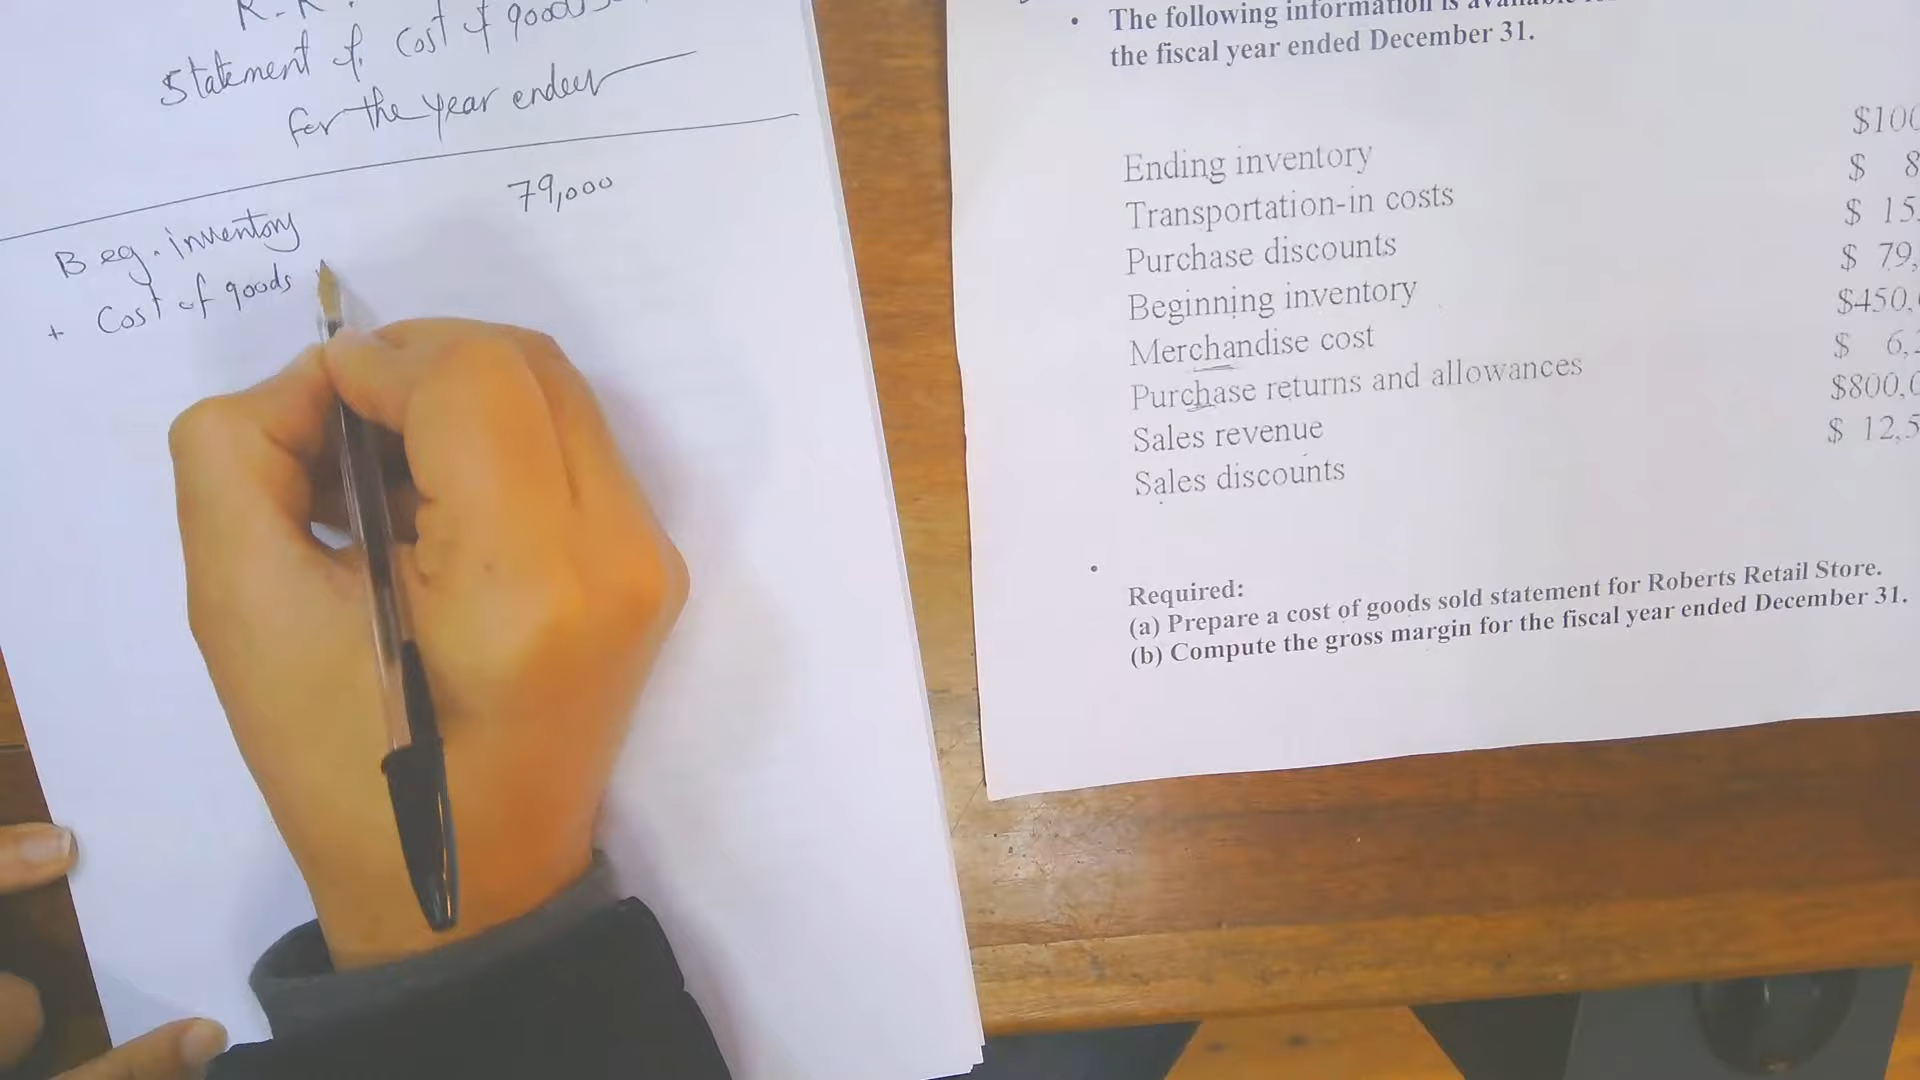 R.R.
Statement of cost of goods
for the year ended
Beg. inventory 79,000
+ Cost of goods
• The following information is
the fiscal year ended December 31.
Ending inventory $100
Transportation-in costs $ 8
Purchase discounts $ 15.
Beginning inventory $ 79,
Merchandise cost $450,
Purchase returns and allowances $ 6,
Sales revenue $800,0
Sales discounts $ 12,5
• Required:
(a) Prepare a cost of goods sold statement for Roberts Retail Store.
(b) Compute the gross margin for the fiscal year ended December 31.